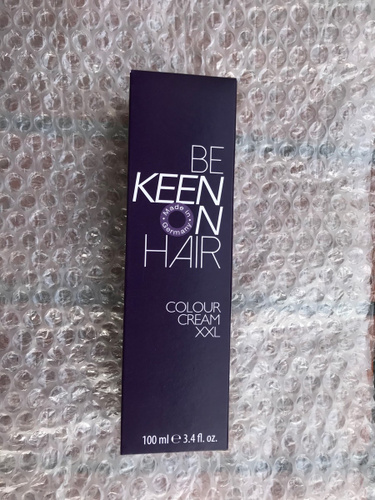 BE
KEEN
ON
• Made in •
Germany
HAIR
COLOUR
CREAM
XXL
100 ml ℮ 3.4 fl. oz.